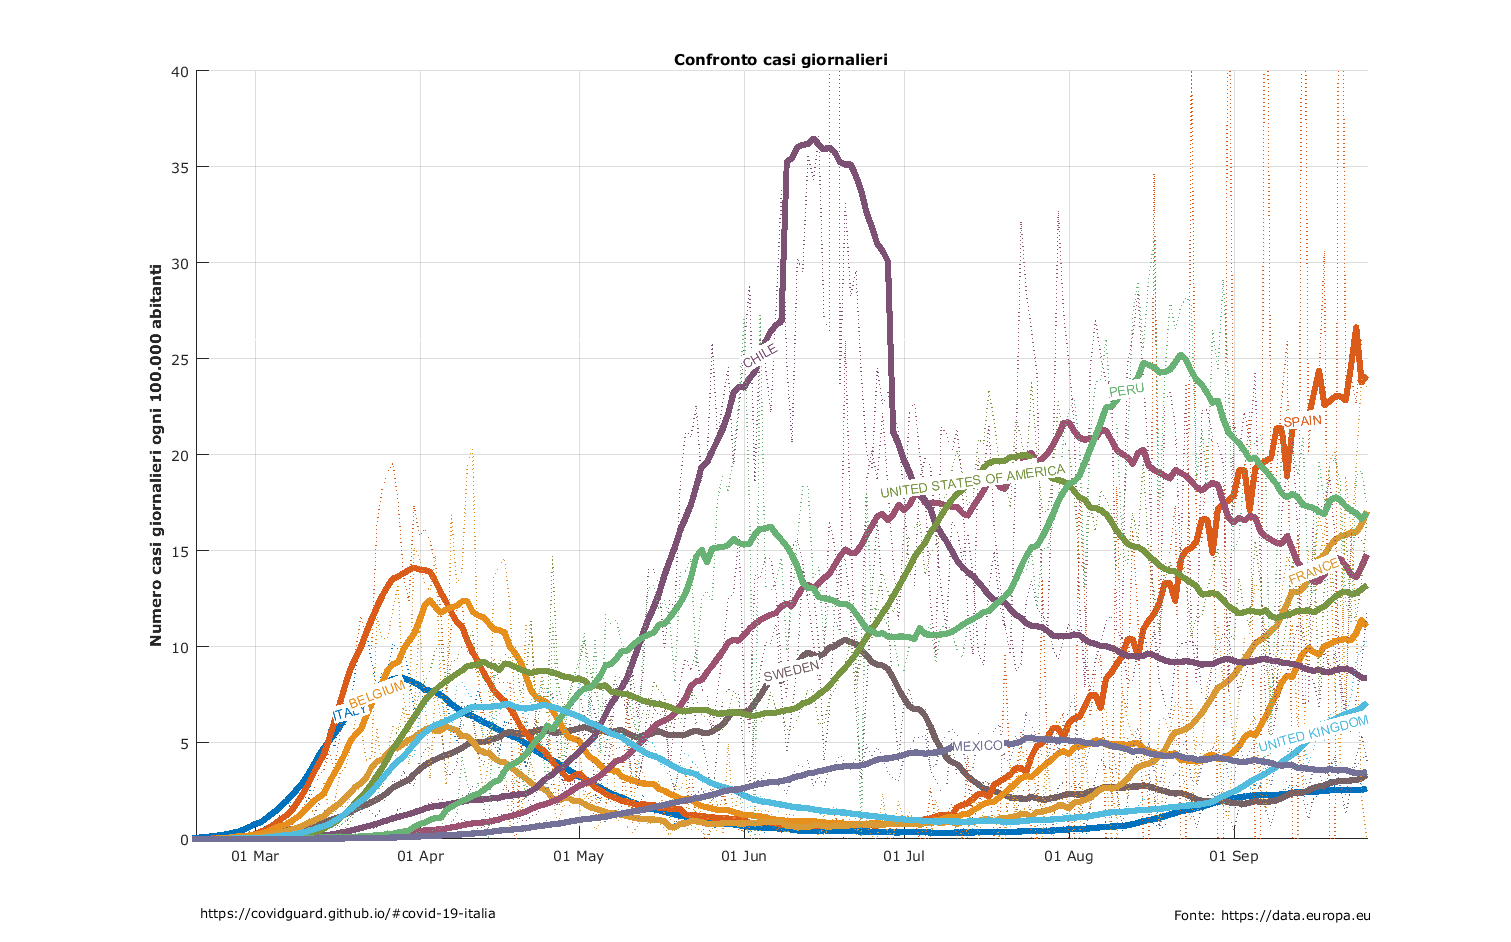 Confronto casi giornalieri
Numero casi giornalieri ogni 100.000 abitanti
40
35
30
25
20
15
10
5
0
CHILE
PERU
SPAIN
UNITED STATES OF AMERICA
FRANCE
SWEDEN
BELGIUM
ITALY
MEXICO
UNITED KINGDOM
01 Mar
01 Apr
01 May
01 Jun
01 Jul
01 Aug
01 Sep
https://covidguard.github.io/#covid-19-italia
Fonte: https://data.europa.eu